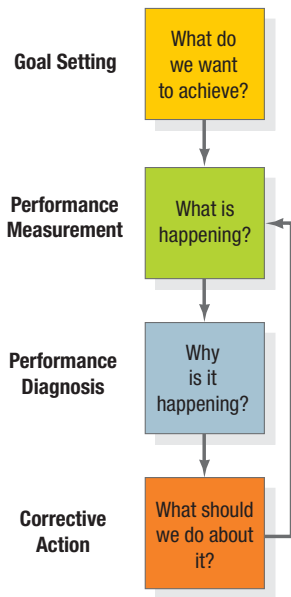 Goal Setting
What do
we want
to achieve?
Performance
Measurement
What is
happening?
Performance
Diagnosis
Why
is it
happening?
Corrective
Action
What should
we do about
it?